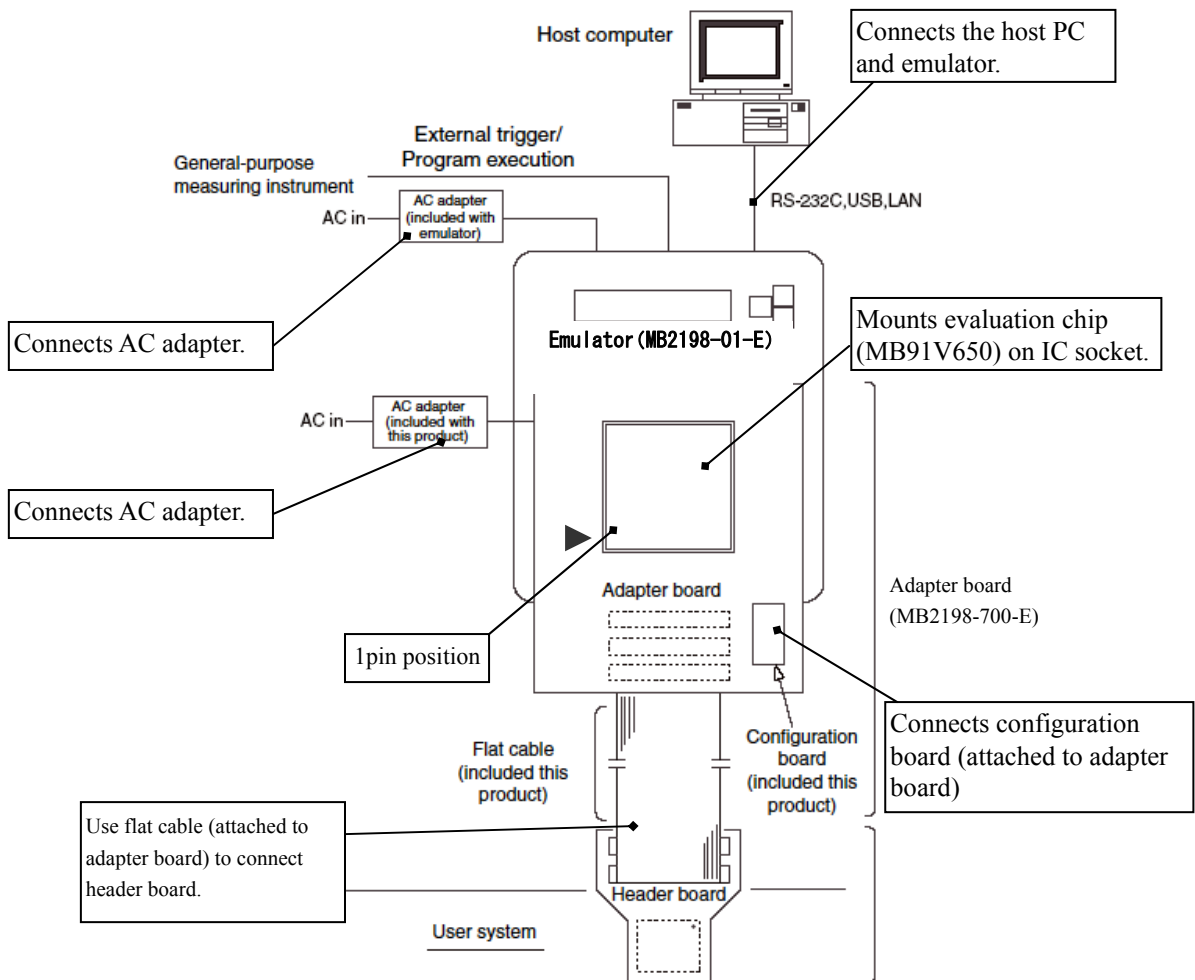 Host computer
Connects the host PC
and emulator.
External trigger/
Program execution
General-purpose
measuring instrument
AC in
AC adapter
(included with
emulator)
RS-232C,USB,LAN
Connects AC adapter.
Emulator(MB2198-01-E)
Mounts evaluation chip
(MB91V650) on IC socket.
AC in
AC adapter
(included with
this product)
Connects AC adapter.
Adapter board
Adapter board
(MB2198-700-E)
1pin position
Flat cable
(included this
product)
Configuration
board
(included this
product)
Connects configuration
board (attached to adapter
board)
Use flat cable (attached to
adapter board) to connect
header board.
Header board
User system